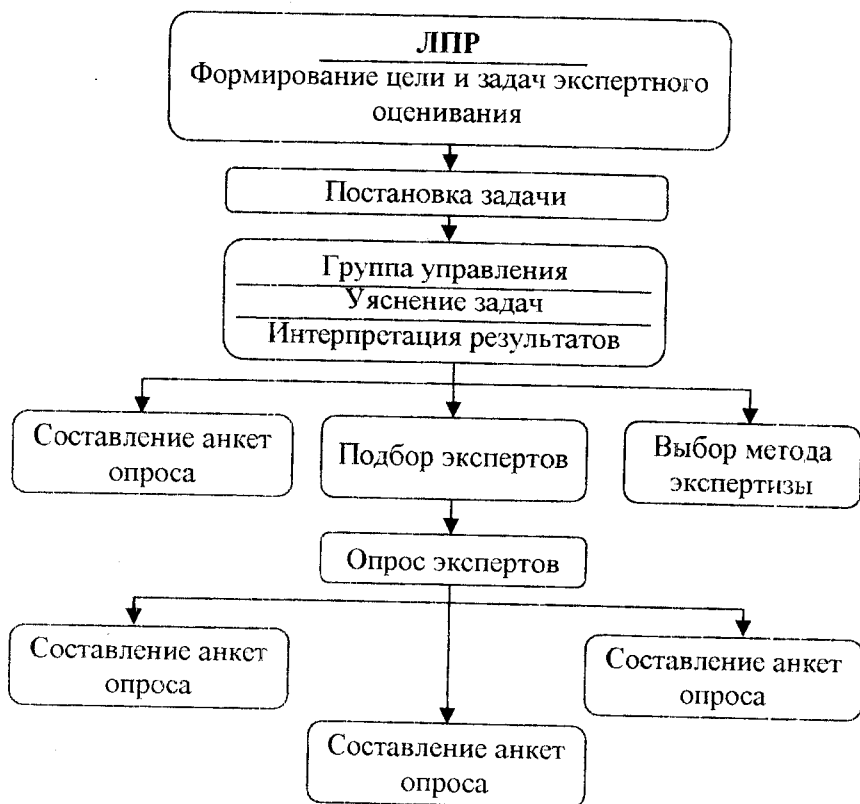 ЛПР
Формирование цели и задач экспертного
оценивания
Постановка задачи
Группа управления
Уяснение задач
Интерпретация результатов
Составление анкет
опроса
Подбор экспертов
Выбор метода
экспертизы
Опрос экспертов
Составление анкет
опроса
Составление анкет
опроса
Составление анкет
опроса